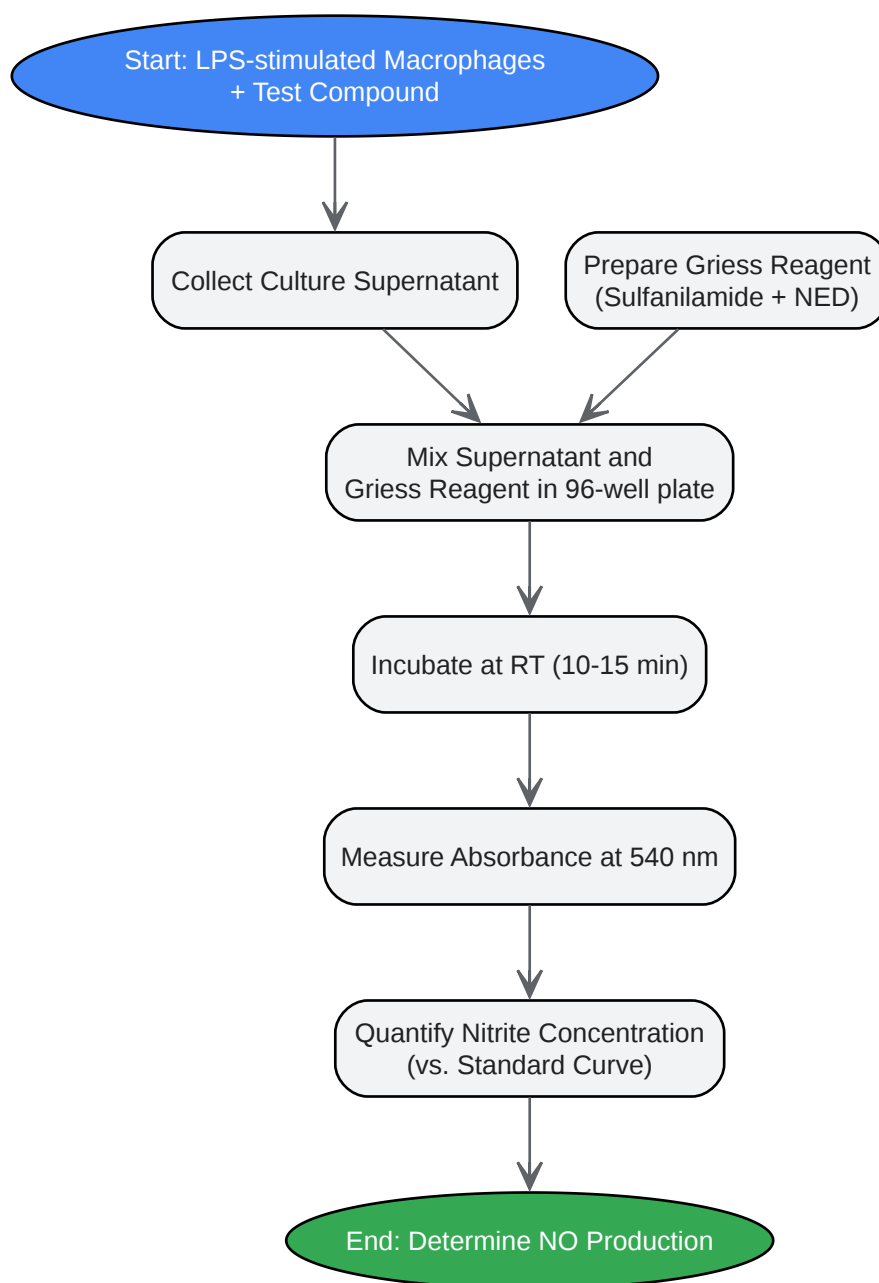 Start: LPS-stimulated Macrophages
+ Test Compound
Collect Culture Supernatant
Prepare Griess Reagent
(Sulfanilamide + NED)
Mix Supernatant and
Griess Reagent in 96-well plate
Incubate at RT (10-15 min)
Measure Absorbance at 540 nm
Quantify Nitrite Concentration
(vs. Standard Curve)
End: Determine NO Production